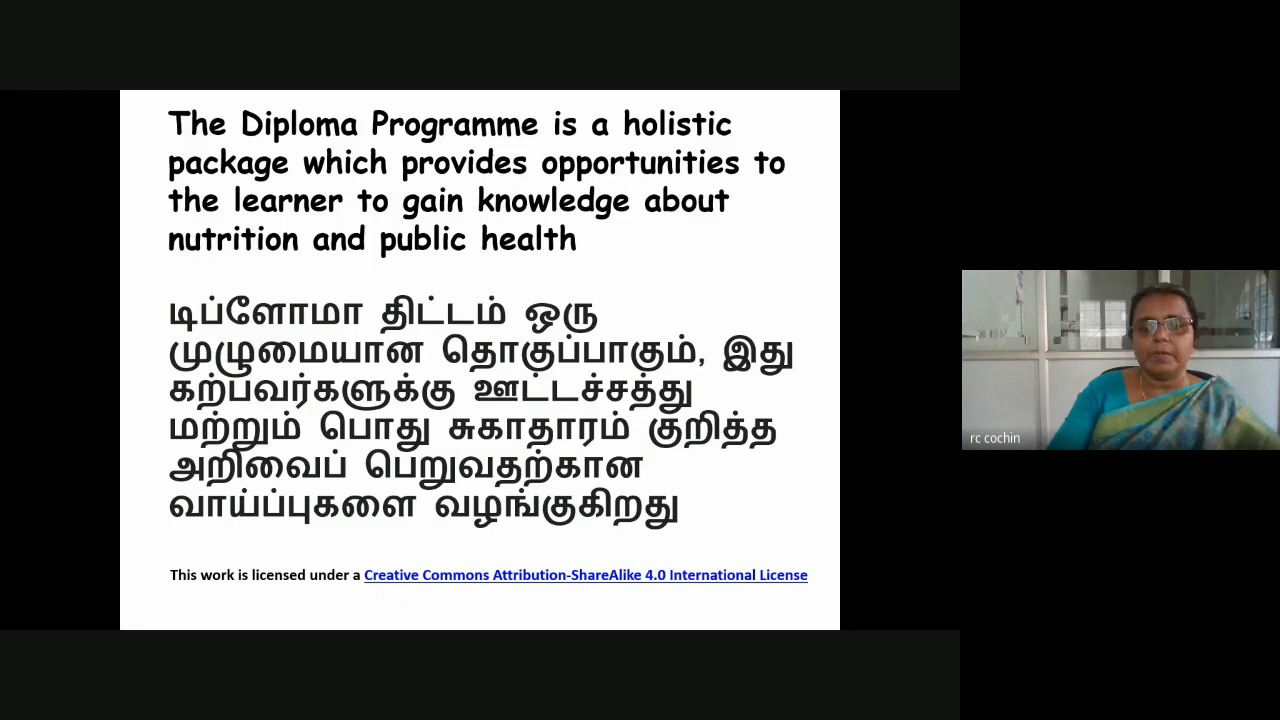 The Diploma Programme is a holistic
package which provides opportunities to
the learner to gain knowledge about
nutrition and public health
டிப்ளோமா திட்டம் ஒரு
முழுமையான தொகுப்பாகும், இது
கற்பவர்களுக்கு ஊட்டச்சத்து
மற்றும் பொது சுகாதாரம் குறித்த
அறிவைப் பெறுவதற்கான
வாய்ப்புகளை வழங்குகிறது
This work is licensed under a Creative Commons Attribution-ShareAlike 4.0 International License
rc cochin